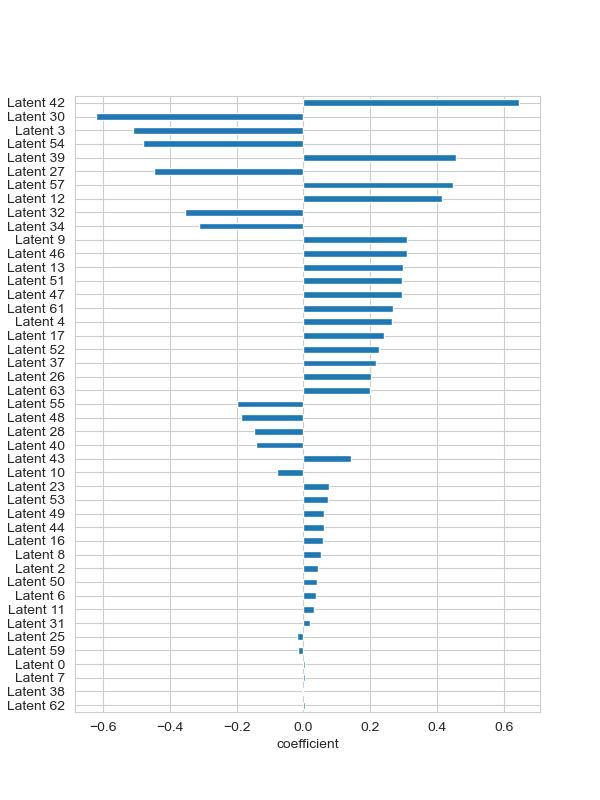 Latent 42
Latent 30
Latent 3
Latent 54
Latent 39
Latent 27
Latent 57
Latent 12
Latent 32
Latent 34
Latent 9
Latent 46
Latent 13
Latent 51
Latent 47
Latent 61
Latent 4
Latent 17
Latent 52
Latent 37
Latent 26
Latent 63
Latent 55
Latent 48
Latent 28
Latent 40
Latent 43
Latent 10
Latent 23
Latent 53
Latent 49
Latent 44
Latent 16
Latent 8
Latent 2
Latent 50
Latent 6
Latent 11
Latent 31
Latent 25
Latent 59
Latent 0
Latent 7
Latent 38
Latent 62
−0.6 −0.4 −0.2 0.0 0.2 0.4 0.6
coefficient